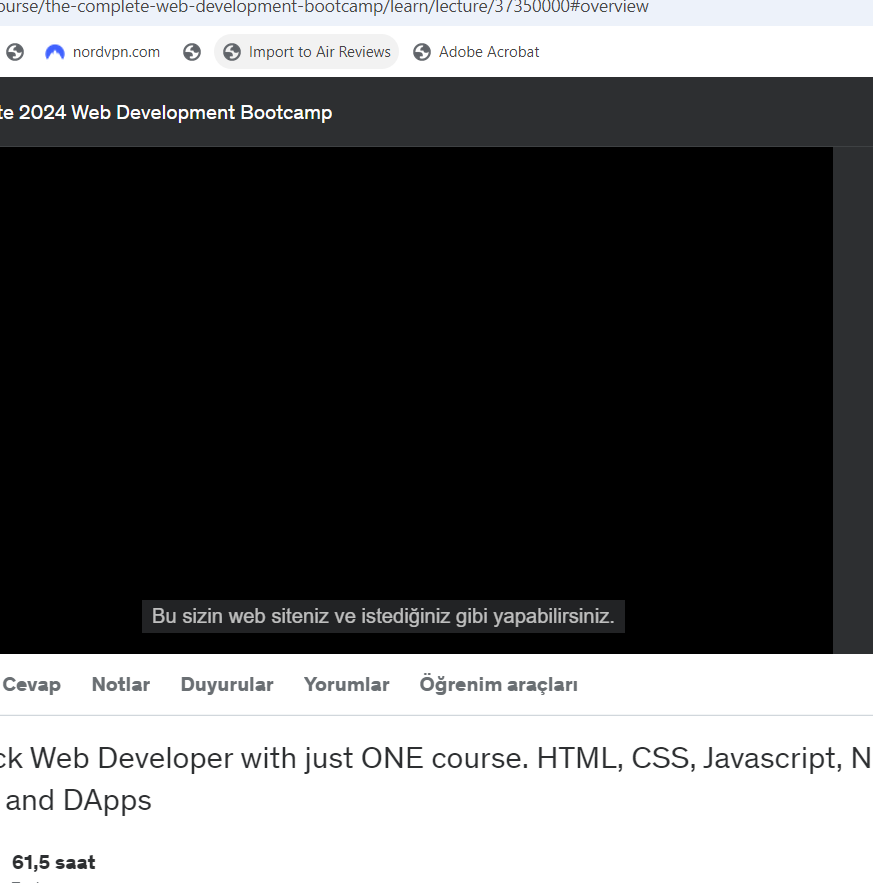 ourse/the-complete-web-development-bootcamp/learn/lecture/37350000#overview
nordvpn.com Import to Air Reviews Adobe Acrobat
te 2024 Web Development Bootcamp
Bu sizin web siteniz ve istediğiniz gibi yapabilirsiniz.
Cevap Notlar Duyurular Yorumlar Öğrenim araçları
ck Web Developer with just ONE course. HTML, CSS, Javascript, N
and DApps
61,5 saat